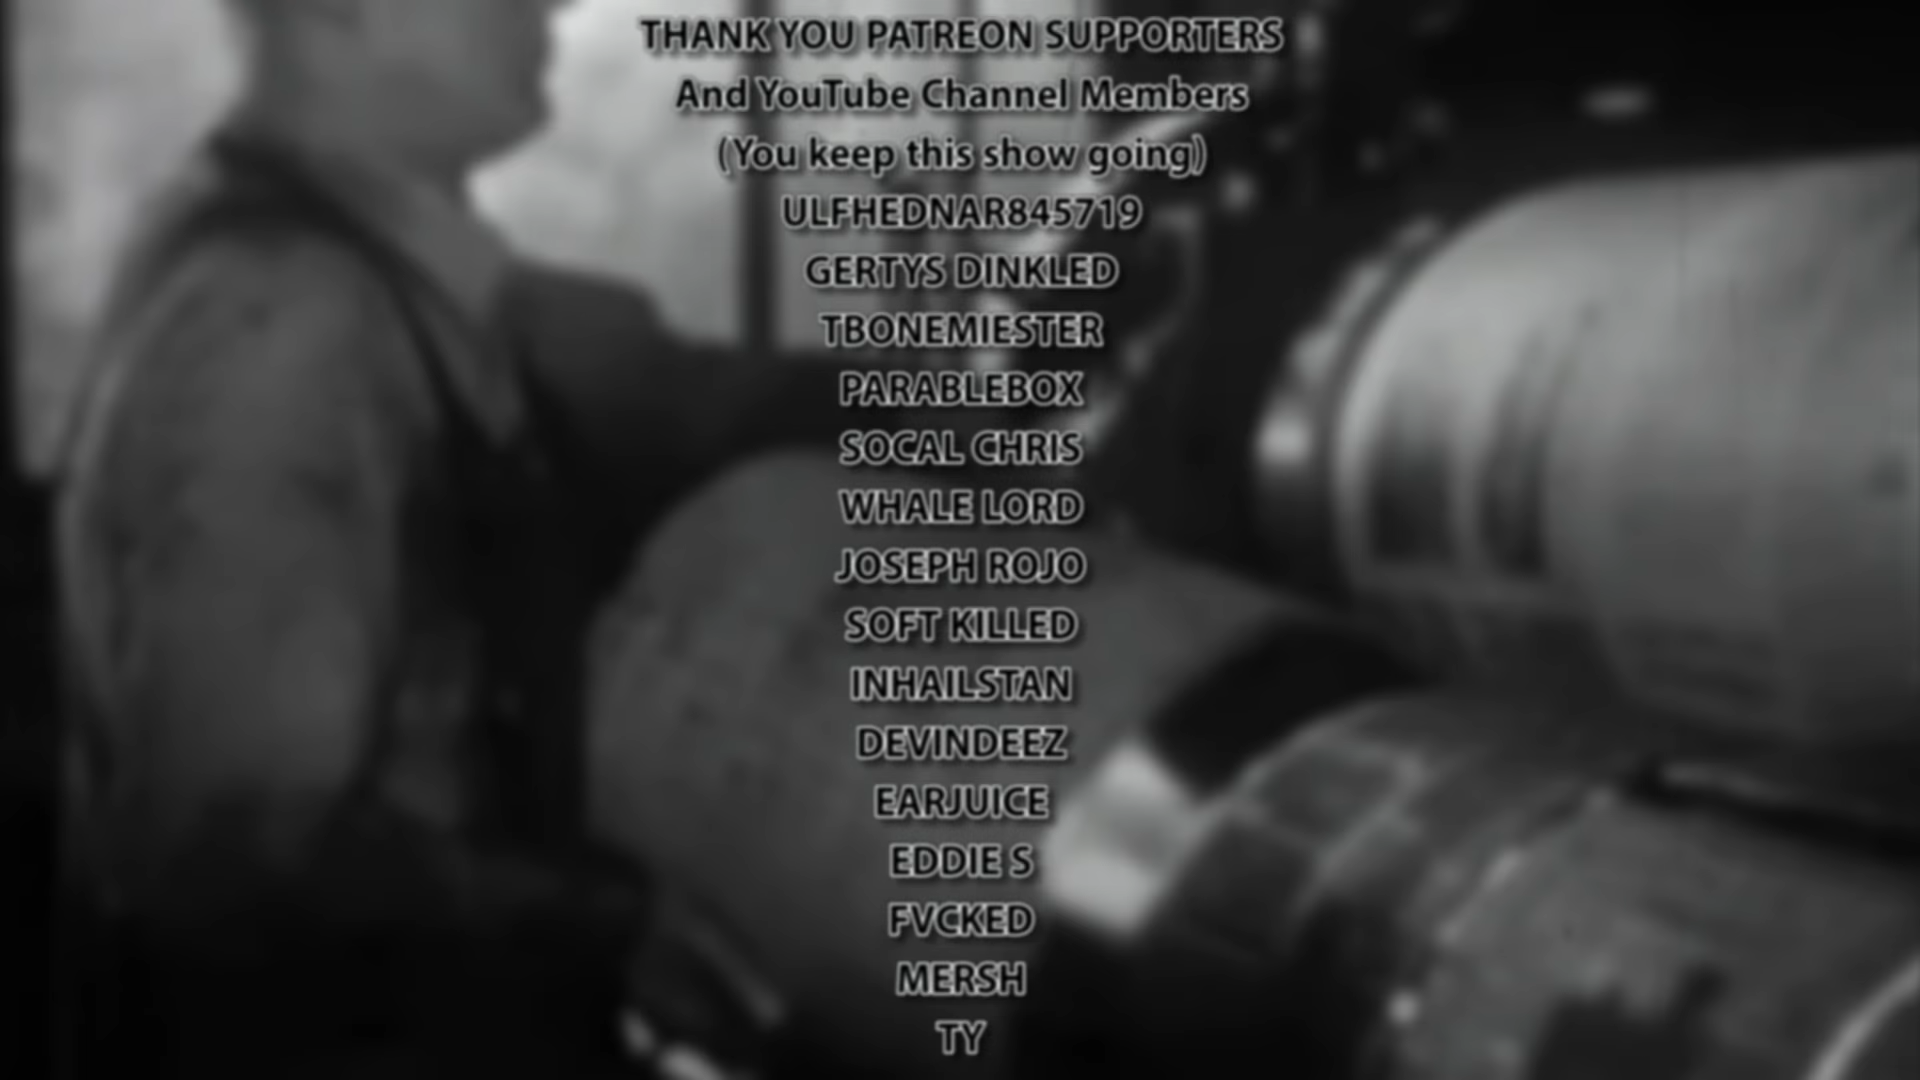 THANK YOU PATREON SUPPORTERS
And YouTube Channel Members
(You keep this show going)
ULFHEDNAR845719
GERTYS DINKLED
TBONEMIESTER
PARABLEBOX
SOCAL CHRIS
WHALE LORD
JOSEPH ROJO
SOFT KILLED
INHAILSTAN
DEVINDEEZ
EARJUICE
EDDIE S
FVCKED
MERSH
TY